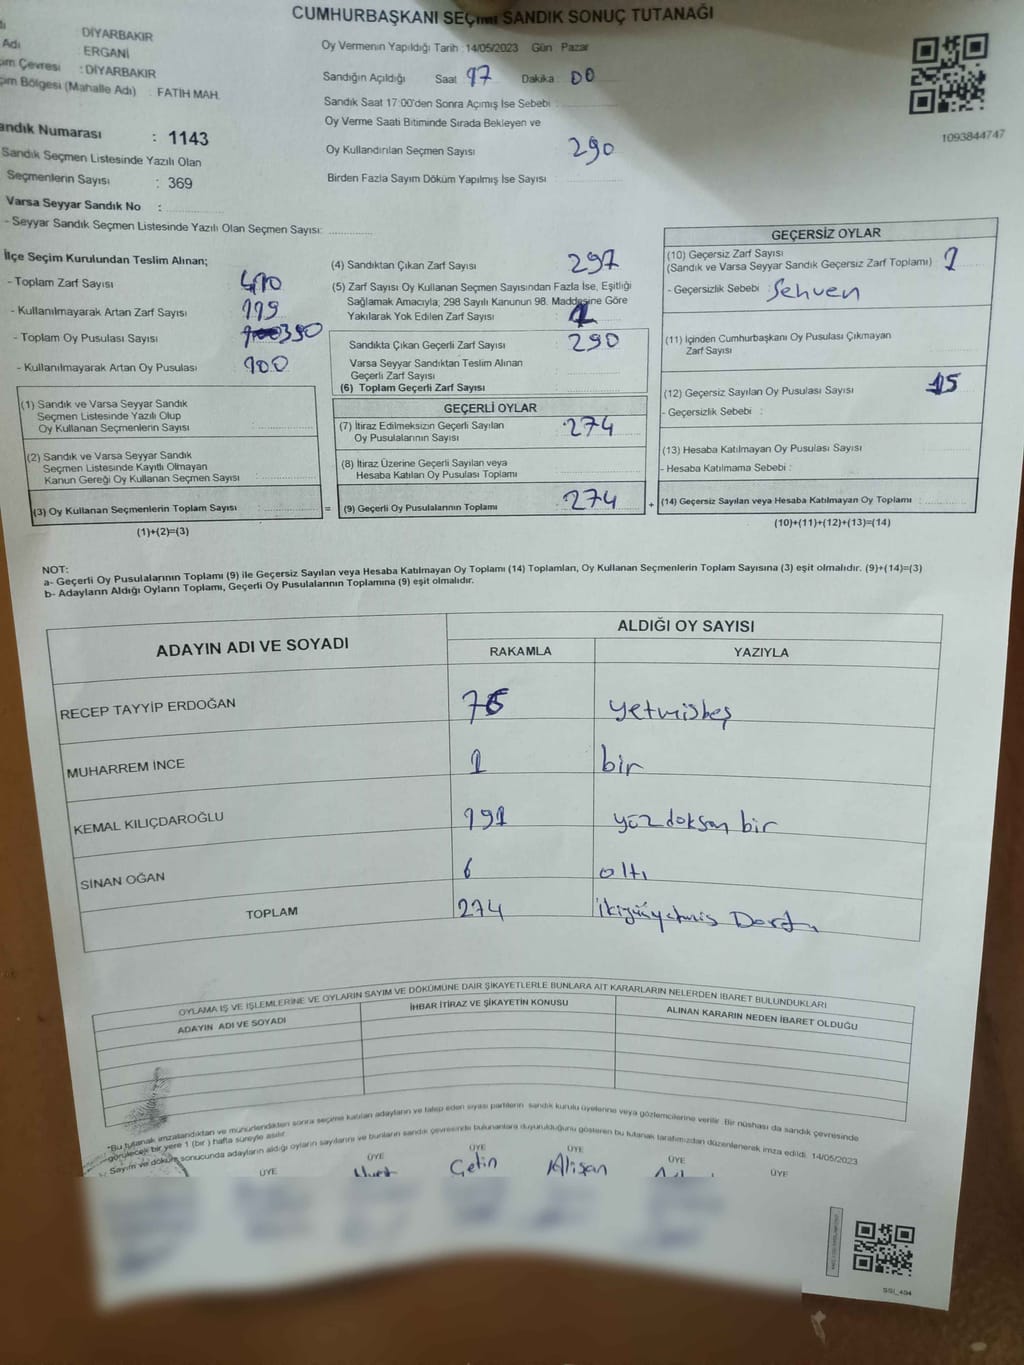 CUMHURBAŞKANI SEÇİMİ SANDIK SONUÇ TUTANAĞI
DİYARBAKIR
Adı : ERGANİ
im Çevresi : DİYARBAKIR
çim Bölgesi (Mahalle Adı) : FATİH MAH.
andık Numarası : 1143
Sandık Seçmen Listesinde Yazılı Olan
Seçmenlerin Sayısı : 369
Varsa Seyyar Sandık No :
- Seyyar Sandık Seçmen Listesinde Yazılı Olan Seçmen Sayısı:
Oy Vermenin Yapıldığı Tarih : 14/05/2023 Gün Pazar
Sandığın Açıldığı Saat 17 Dakika : 00
Sandık Saat 17:00'den Sonra Açımış İse Sebebi :
Oy Verme Saati Bitiminde Sırada Bekleyen ve
Oy Kullandırılan Seçmen Sayısı 290
Birden Fazla Sayım Döküm Yapılmış İse Sayısı :
1093844747
İlçe Seçim Kurulundan Teslim Alınan;
- Toplam Zarf Sayısı : 410
- Kullanılmayarak Artan Zarf Sayısı : 119
- Toplam Oy Pusulası Sayısı : 390
- Kullanılmayarak Artan Oy Pusulası : 100
(1) Sandık ve Varsa Seyyar Sandık
Seçmen Listesinde Yazılı Olup
Oy Kullanan Seçmenlerin Sayısı :
(2) Sandık ve Varsa Seyyar Sandık
Seçmen Listesinde Kayıtlı Olmayan
Kanun Gereği Oy Kullanan Seçmen Sayısı :
(3) Oy Kullanan Seçmenlerin Toplam Sayısı :
(1)+(2)=(3)
(4) Sandıktan Çıkan Zarf Sayısı : 291
(5) Zarf Sayısı Oy Kullanan Seçmen Sayısından Fazla İse, Eşitliği
Sağlamak Amacıyla, 298 Sayılı Kanunun 98. Maddesine Göre
Yakılarak Yok Edilen Zarf Sayısı : 1
Sandıkta Çıkan Geçerli Zarf Sayısı : 290
Varsa Seyyar Sandıktan Teslim Alınan
Geçerli Zarf Sayısı :
(6) Toplam Geçerli Zarf Sayısı :
GEÇERLİ OYLAR
(7) İtiraz Edilmeksizin Geçerli Sayılan
Oy Pusulalarının Sayısı : 274
(8) İtiraz Üzerine Geçerli Sayılan veya
Hesaba Katılan Oy Pusulası Toplamı :
= (9) Geçerli Oy Pusulalarının Toplamı : 274
GEÇERSİZ OYLAR
(10) Geçersiz Zarf Sayısı
(Sandık ve Varsa Seyyar Sandık Geçersiz Zarf Toplamı) : 1
- Geçersizlik Sebebi : Sehven
(11) İçinden Cumhurbaşkanı Oy Pusulası Çıkmayan
Zarf Sayısı
(12) Geçersiz Sayılan Oy Pusulası Sayısı 15
- Geçersizlik Sebebi :
(13) Hesaba Katılmayan Oy Pusulası Sayısı
- Hesaba Katılmama Sebebi :
+ (14) Geçersiz Sayılan veya Hesaba Katılmayan Oy Toplamı :
(10)+(11)+(12)+(13)=(14)
NOT:
a- Geçerli Oy Pusulalarının Toplamı (9) ile Geçersiz Sayılan veya Hesaba Katılmayan Oy Toplamı (14) Toplamları, Oy Kullanan Seçmenlerin Toplam Sayısına (3) eşit olmalıdır. (9)+(14)=(3)
b- Adayların Aldığı Oyların Toplamı, Geçerli Oy Pusulalarının Toplamına (9) eşit olmalıdır.
ADAYIN ADI VE SOYADI ALDIĞI OY SAYISI
RAKAMLA YAZIYLA
RECEP TAYYİP ERDOĞAN 76 yetmişbeş
MUHARREM İNCE 1 bir
KEMAL KILIÇDAROĞLU 191 yüzdoksan bir
SİNAN OĞAN 6 altı
TOPLAM 274 ikiyüzyetmiş Dört
OYLAMA İŞ VE İŞLEMLERİNE VE OYLARIN SAYIM VE DÖKÜMÜNE DAİR ŞİKAYETLERLE BUNLARA AİT KARARLARIN NELERDEN İBARET BULUNDUKLARI
ADAYIN ADI VE SOYADI İHBAR İTİRAZ VE ŞİKAYETİN KONUSU ALINAN KARARIN NEDEN İBARET OLDUĞU
*Bu tutanak imzalandıktan ve mühürlendikten sonra seçime katılan adayların ve talep eden siyasi partilerin sandık kurulu üyelerine veya gözlemcilerine verilir. Bir nüshası da sandık çevresinde
görülecek bir yere 1 (bir) hafta süreyle asılır.
Sayım ve döküm sonucunda adayların aldığı oyların sayılarını ve bunların sandık çevresinde bulunanlara duyurulduğunu gösteren bu tutanak tarafımızdan düzenlenerek imza edildi. 14/05/2023
ÜYE ÜYE ÜYE ÜYE ÜYE ÜYE
Çetin Alişan
SSİ_494